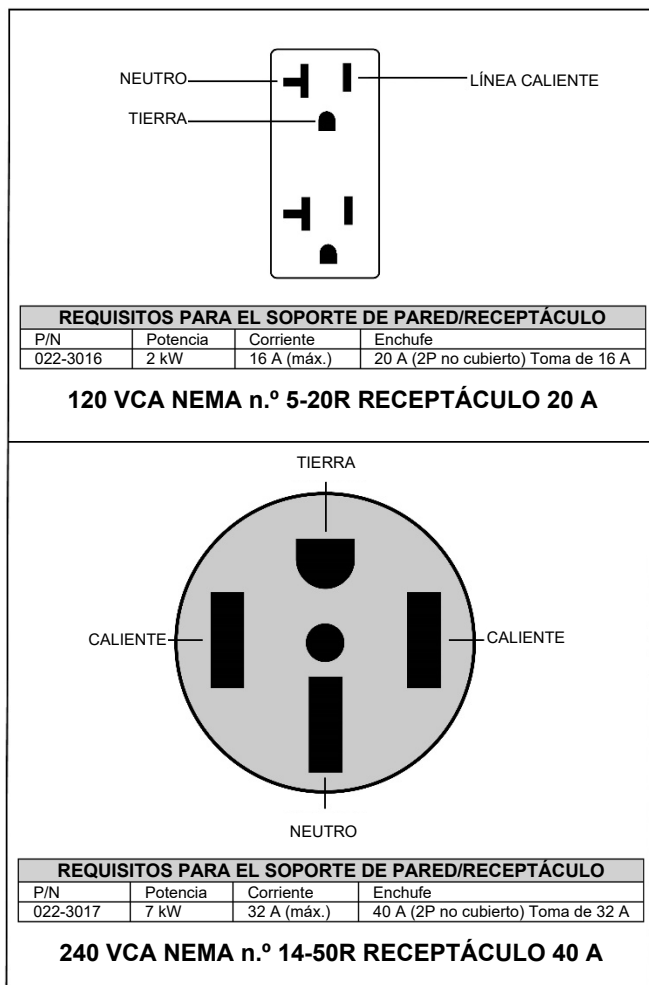 NEUTRO
LÍNEA CALIENTE
TIERRA
REQUISITOS PARA EL SOPORTE DE PARED/RECEPTÁCULO
P/N Potencia Corriente Enchufe
022-3016 2 kW 16 A (máx.) 20 A (2P no cubierto) Toma de 16 A
120 VCA NEMA n.º 5-20R RECEPTÁCULO 20 A
TIERRA
CALIENTE
CALIENTE
NEUTRO
REQUISITOS PARA EL SOPORTE DE PARED/RECEPTÁCULO
P/N Potencia Corriente Enchufe
022-3017 7 kW 32 A (máx.) 40 A (2P no cubierto) Toma de 32 A
240 VCA NEMA n.º 14-50R RECEPTÁCULO 40 A